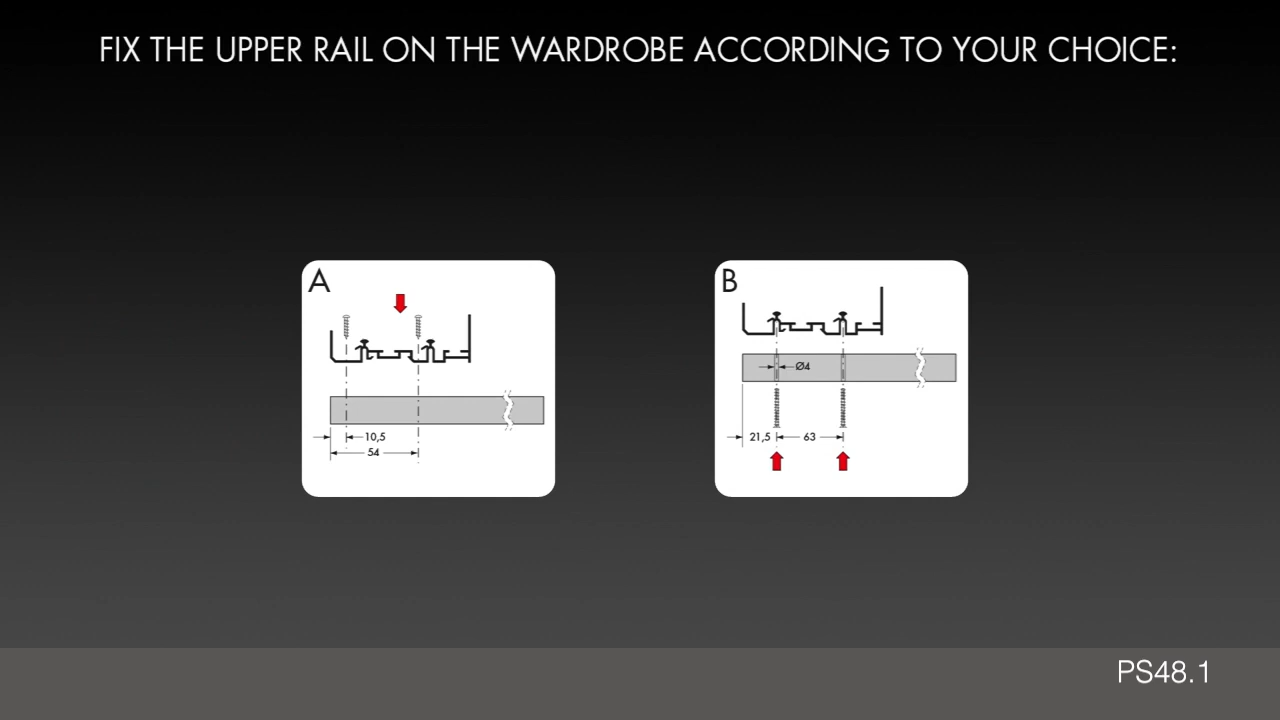 FIX THE UPPER RAIL ON THE WARDROBE ACCORDING TO YOUR CHOICE:
A
10,5
54
B
Ø4
21,5
63
PS48.1